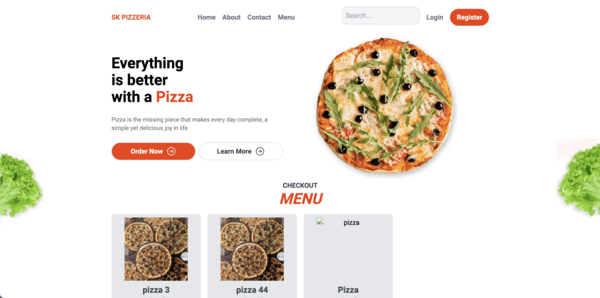 SK PIZZERIA
Home About Contact Menu
Search...
Login
Register
Everything
is better
with a Pizza
Pizza is the missing piece that makes every day complete, a
simple yet delicious joy in life
Order Now
Learn More
CHECKOUT
MENU
pizza
pizza 3
pizza 44
Pizza